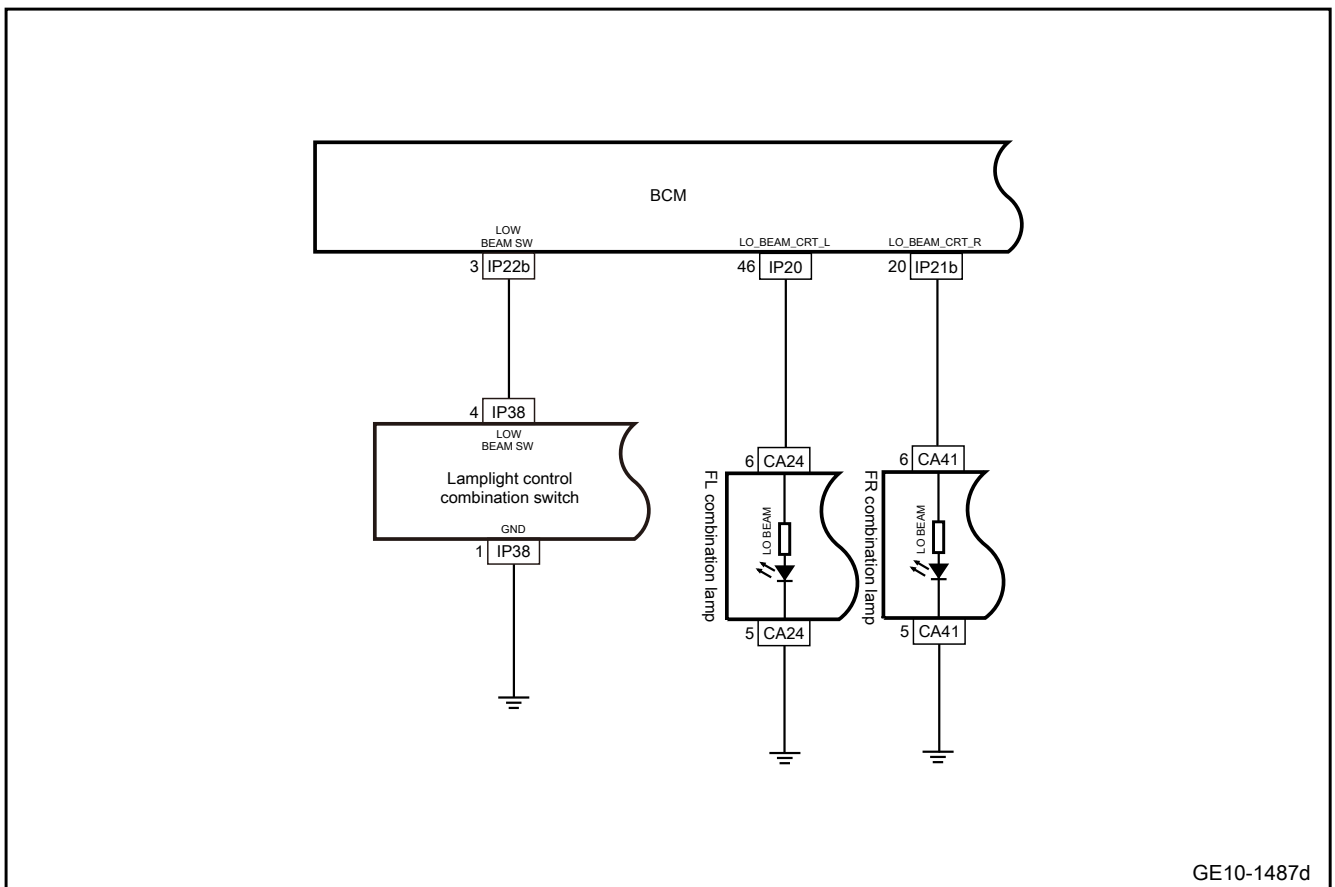 BCM
LOW
BEAM SW
LO_BEAM_CRT_L
LO_BEAM_CRT_R
3 IP22b
46 IP20
20 IP21b
4 IP38
LOW
BEAM SW
Lamplight control
combination switch
GND
1 IP38
6 CA24
FL combination lamp
LO BEAM
5 CA24
6 CA41
FR combination lamp
LO BEAM
5 CA41
GE10-1487d